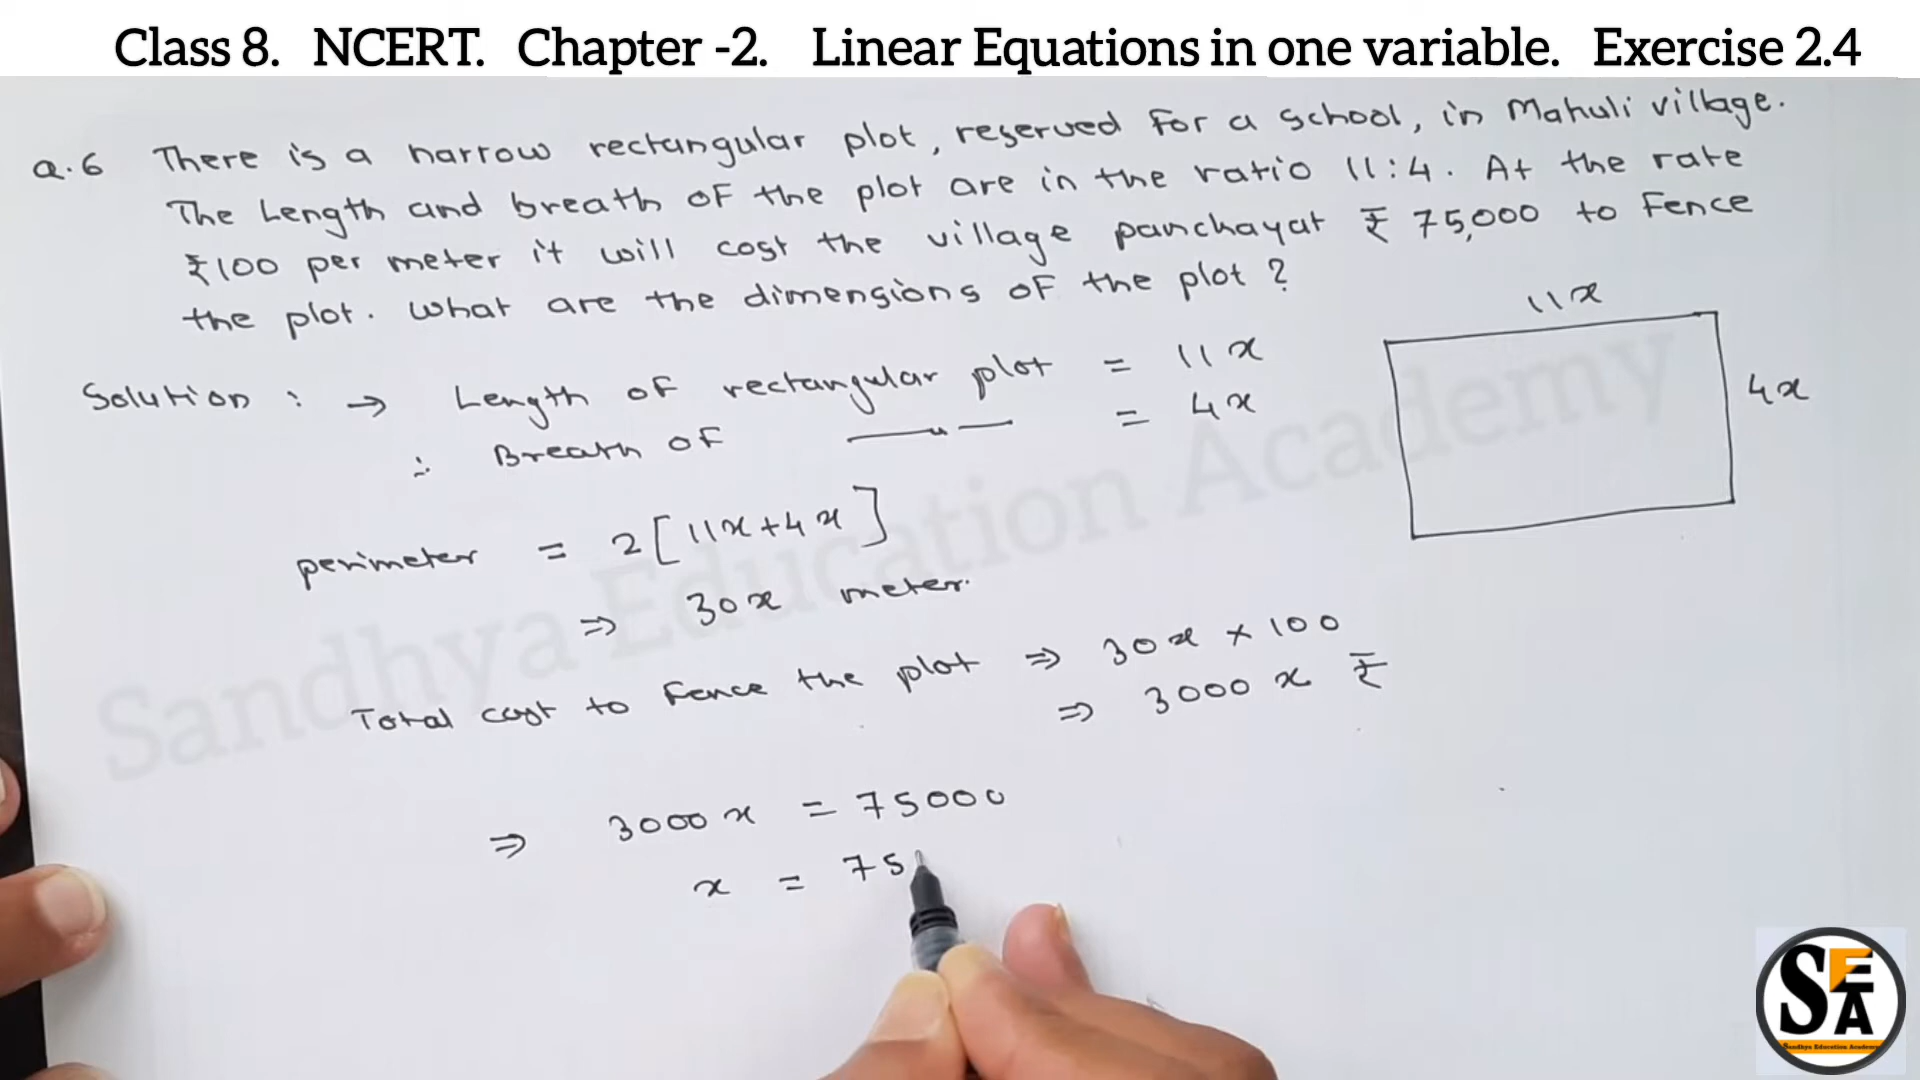 Class 8. NCERT. Chapter -2. Linear Equations in one variable. Exercise 2.4
Q.6 There is a narrow rectangular plot, reserved for a school, in Mahuli village.
The Length and breath of the plot are in the ratio 11:4. At the rate
₹100 per meter it will cost the village panchayat ₹ 75,000 to Fence
the plot. What are the dimensions of the plot ?
11x
4x
Solution : → Length of rectangular plot = 11x
∴ Breath of —〃— = 4x
perimeter = 2[11x+4x]
⇒ 30x meter.
Total cost to Fence the plot ⇒ 30x × 100
⇒ 3000 x ₹
⇒ 3000x = 75000
x = 75
Sandhya Education Academy
SEA
Sandhya Education Academy